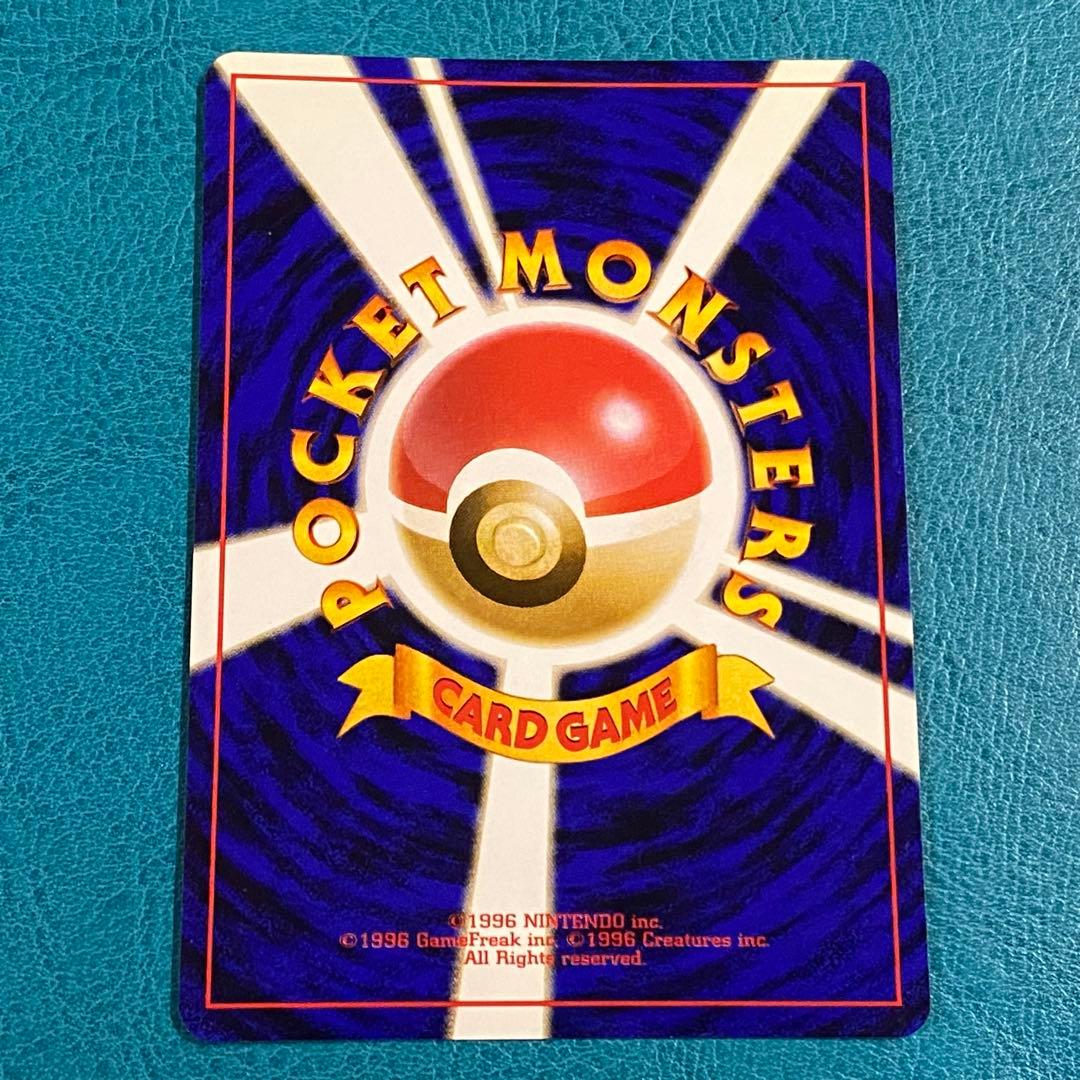 POCKET MONSTERS
CARD GAME
©1996 NINTENDO inc.
©1996 GameFreak inc. ©1996 Creatures inc.
All Rights reserved.